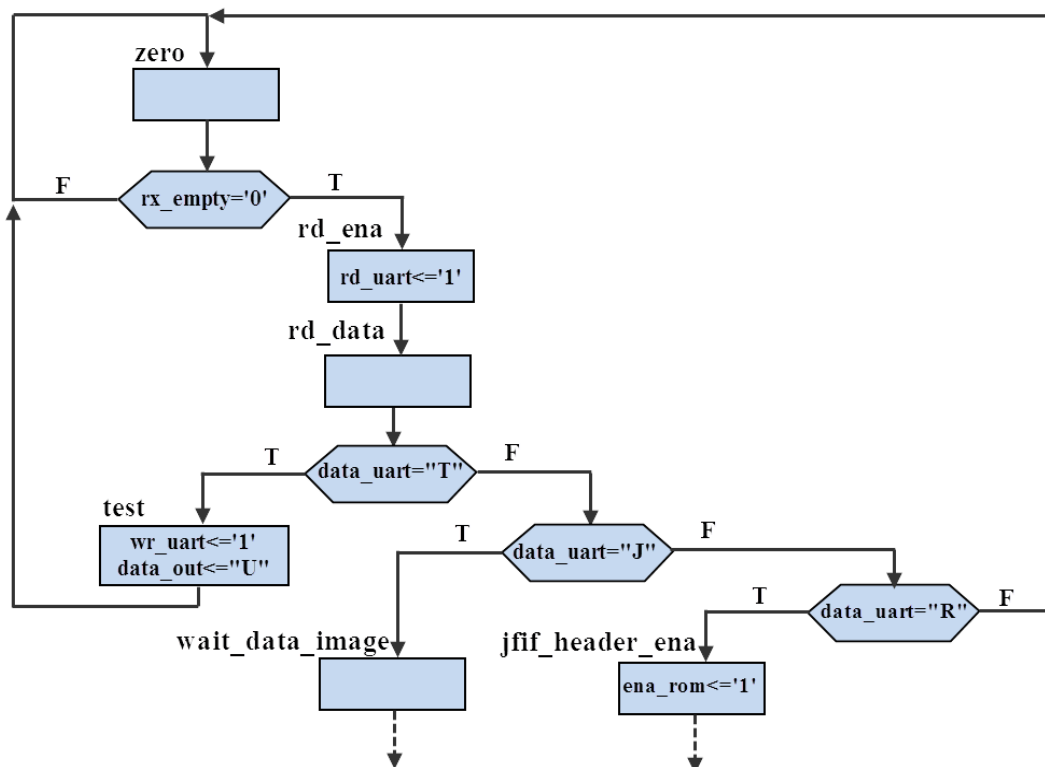 zero
F
rx_empty='0'
T
rd_ena
rd_uart<='1'
rd_data
T
data_uart="T"
F
test
wr_uart<='1'
data_out<="U"
T
data_uart="J"
F
T
data_uart="R"
F
wait_data_image
jfif_header_ena
ena_rom<='1'